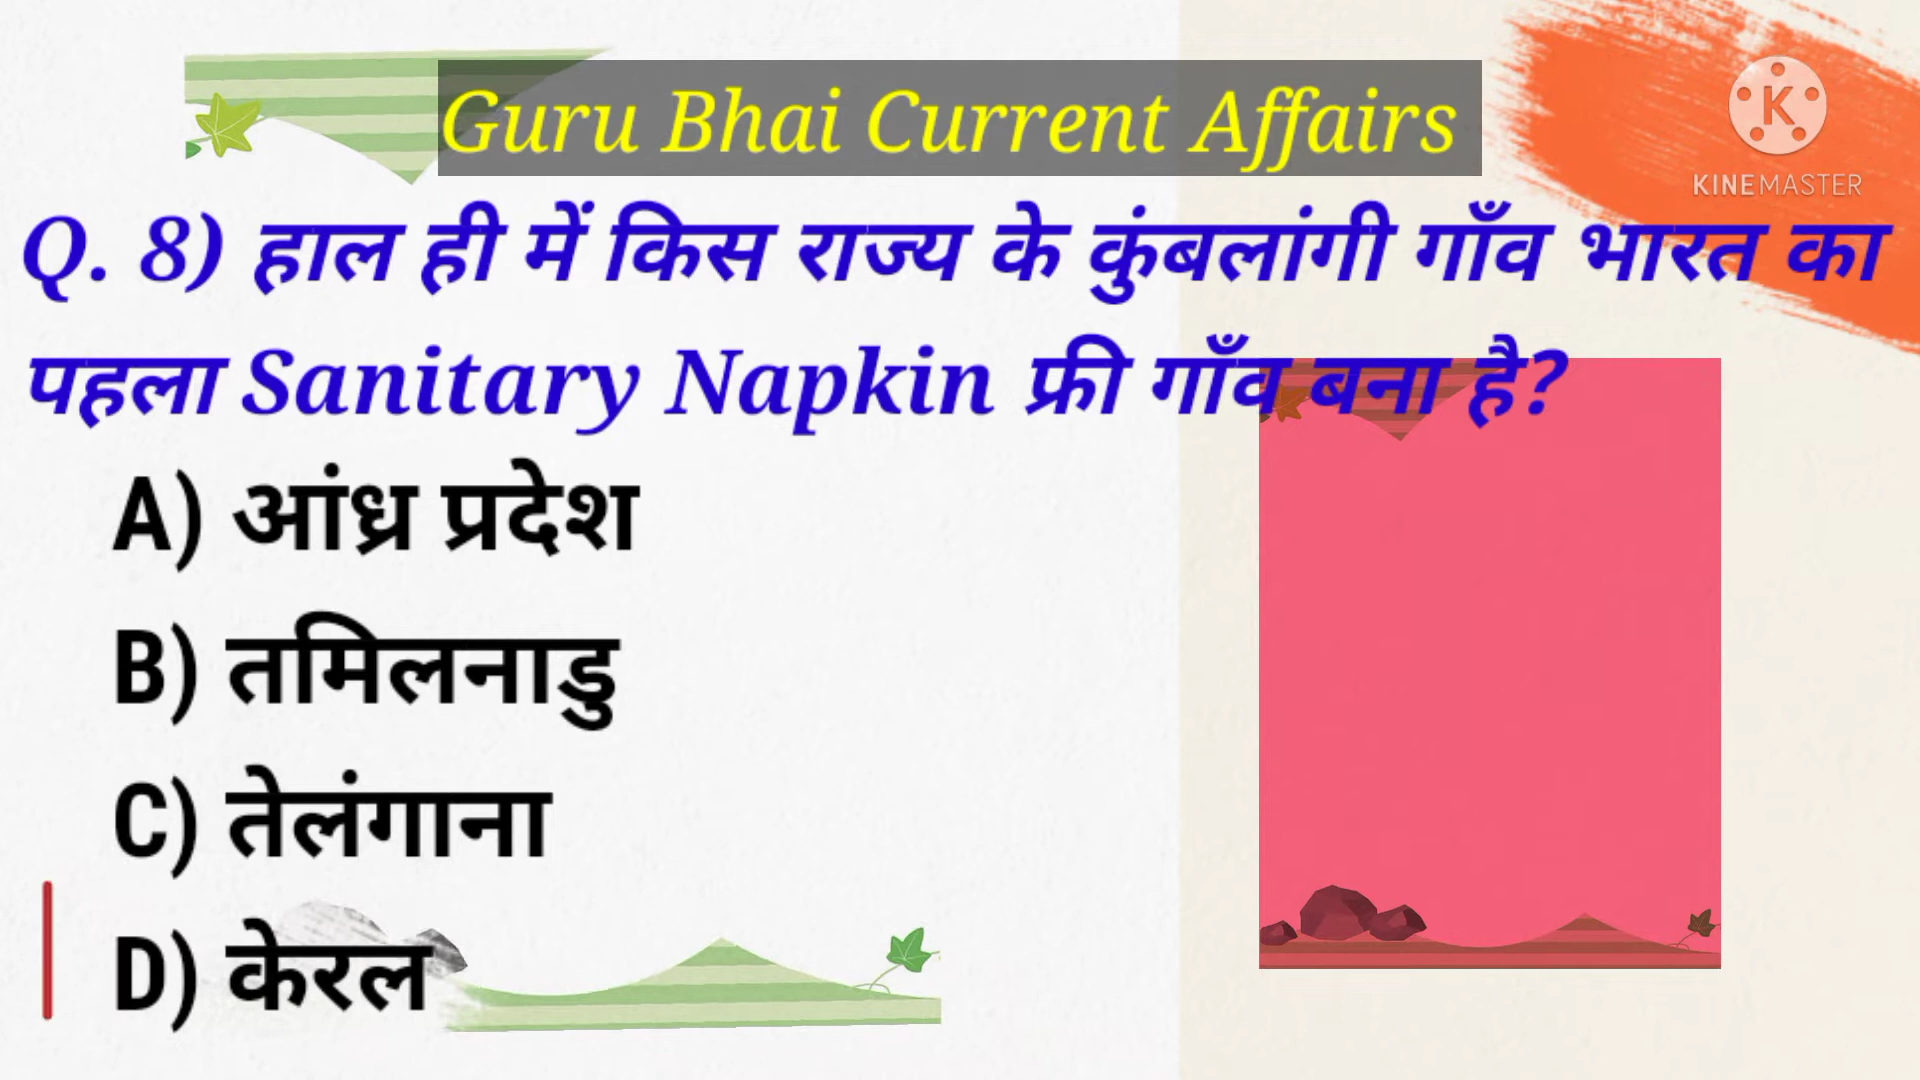 Guru Bhai Current Affairs
KINEMASTER
Q. 8) हाल ही में किस राज्य के कुंबलांगी गाँव भारत का
पहला Sanitary Napkin फ्री गाँव बना है?
A) आंध्र प्रदेश
B) तमिलनाडु
C) तेलंगाना
D) केरल